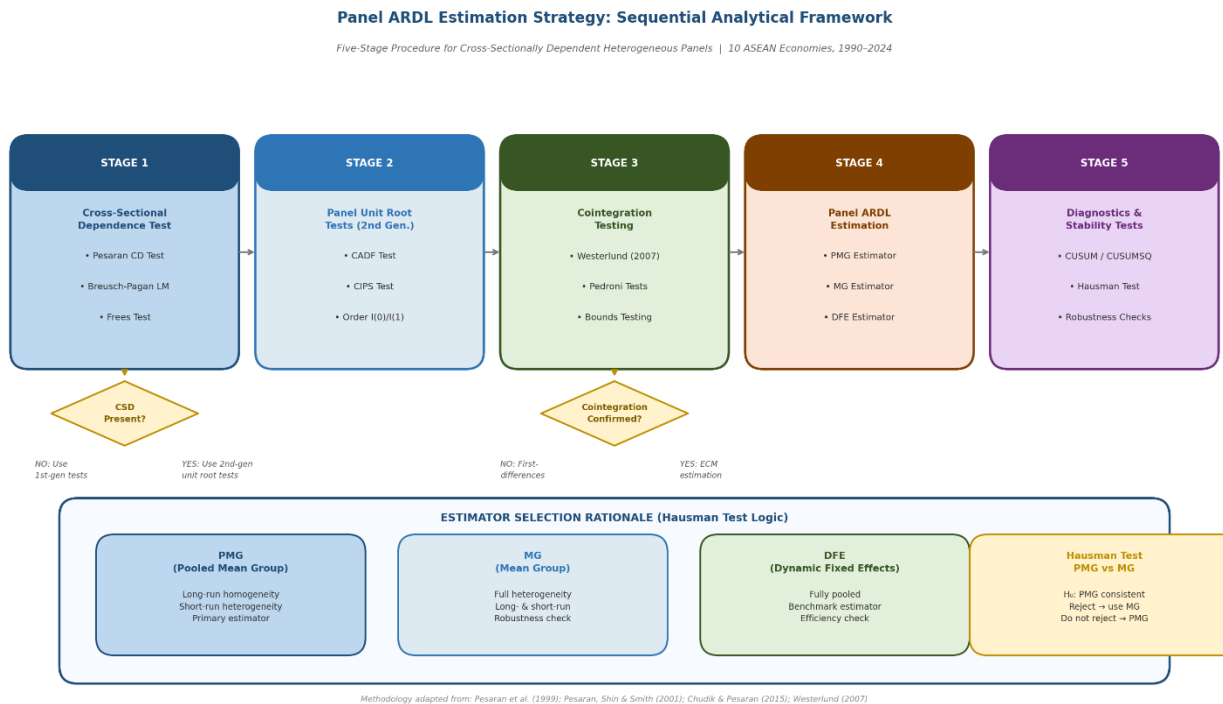 Panel ARDL Estimation Strategy: Sequential Analytical Framework
Five-Stage Procedure for Cross-Sectionally Dependent Heterogeneous Panels | 10 ASEAN Economies, 1990–2024
STAGE 1
Cross-Sectional
Dependence Test
• Pesaran CD Test
• Breusch-Pagan LM
• Frees Test
STAGE 2
Panel Unit Root
Tests (2nd Gen.)
• CADF Test
• CIPS Test
• Order I(0)/I(1)
STAGE 3
Cointegration
Testing
• Westerlund (2007)
• Pedroni Tests
• Bounds Testing
STAGE 4
Panel ARDL
Estimation
• PMG Estimator
• MG Estimator
• DFE Estimator
STAGE 5
Diagnostics &
Stability Tests
• CUSUM / CUSUMSQ
• Hausman Test
• Robustness Checks
CSD
Present?
NO: Use
1st-gen tests
YES: Use 2nd-gen
unit root tests
Cointegration
Confirmed?
NO: First-
differences
YES: ECM
estimation
ESTIMATOR SELECTION RATIONALE (Hausman Test Logic)
PMG
(Pooled Mean Group)
Long-run homogeneity
Short-run heterogeneity
Primary estimator
MG
(Mean Group)
Full heterogeneity
Long- & short-run
Robustness check
DFE
(Dynamic Fixed Effects)
Fully pooled
Benchmark estimator
Efficiency check
Hausman Test
PMG vs MG
H₀: PMG consistent
Reject → use MG
Do not reject → PMG
Methodology adapted from: Pesaran et al. (1999); Pesaran, Shin & Smith (2001); Chudik & Pesaran (2015); Westerlund (2007)